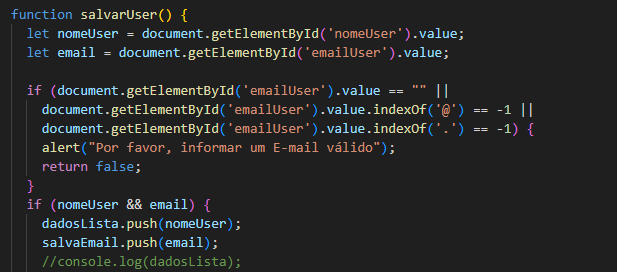 function salvarUser() {
let nomeUser = document.getElementById('nomeUser').value;
let email = document.getElementById('emailUser').value;
if (document.getElementById('emailUser').value == "" ||
document.getElementById('emailUser').value.indexOf('@') == -1 ||
document.getElementById('emailUser').value.indexOf('.') == -1) {
alert("Por favor, informar um E-mail válido");
return false;
}
if (nomeUser && email) {
dadosLista.push(nomeUser);
salvaEmail.push(email);
//console.log(dadosLista);